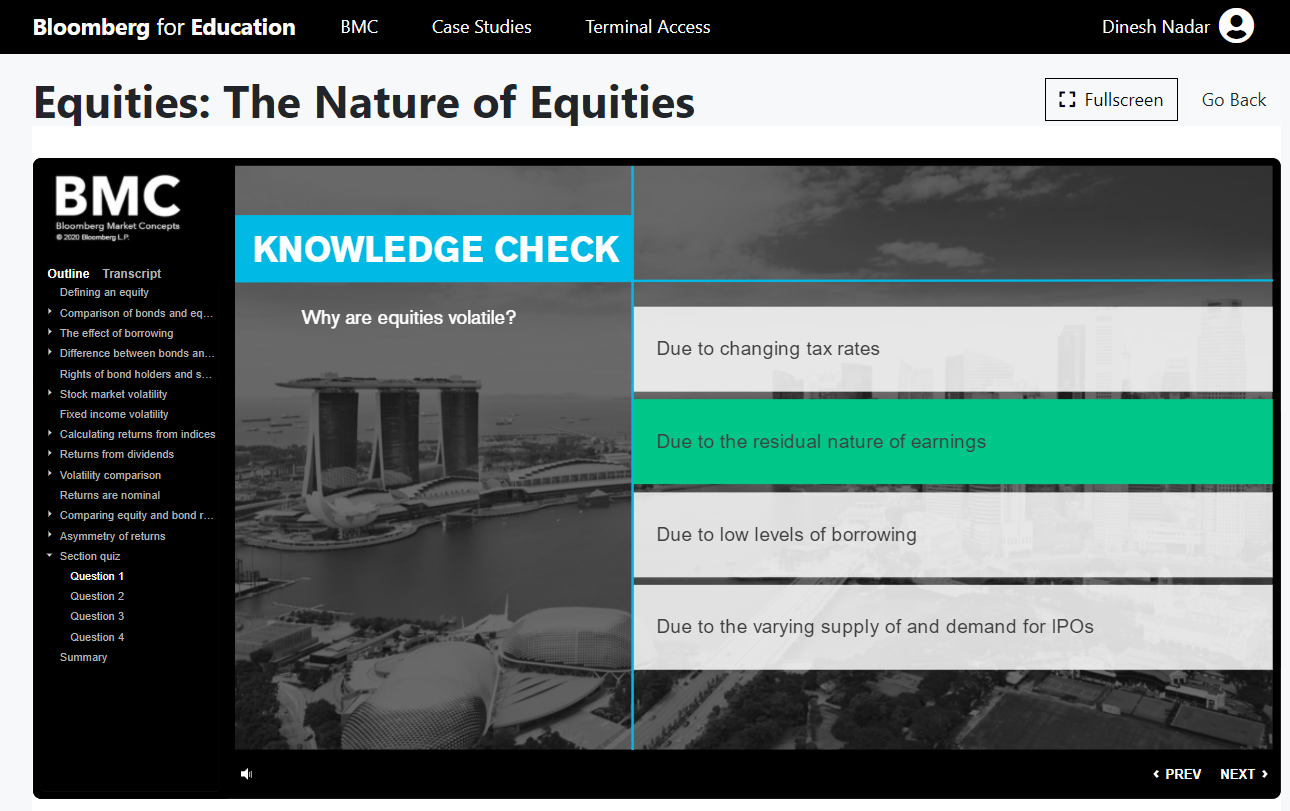 Bloomberg for Education BMC Case Studies Terminal Access Dinesh Nadar
Equities: The Nature of Equities
Fullscreen
Go Back
BMC
Bloomberg Market Concepts
© 2020 Bloomberg L.P.
Outline Transcript
Defining an equity
Comparison of bonds and eq...
The effect of borrowing
Difference between bonds an...
Rights of bond holders and s...
Stock market volatility
Fixed income volatility
Calculating returns from indices
Returns from dividends
Volatility comparison
Returns are nominal
Comparing equity and bond r...
Asymmetry of returns
Section quiz
Question 1
Question 2
Question 3
Question 4
Summary
KNOWLEDGE CHECK
Why are equities volatile?
Due to changing tax rates
Due to the residual nature of earnings
Due to low levels of borrowing
Due to the varying supply of and demand for IPOs
PREV NEXT